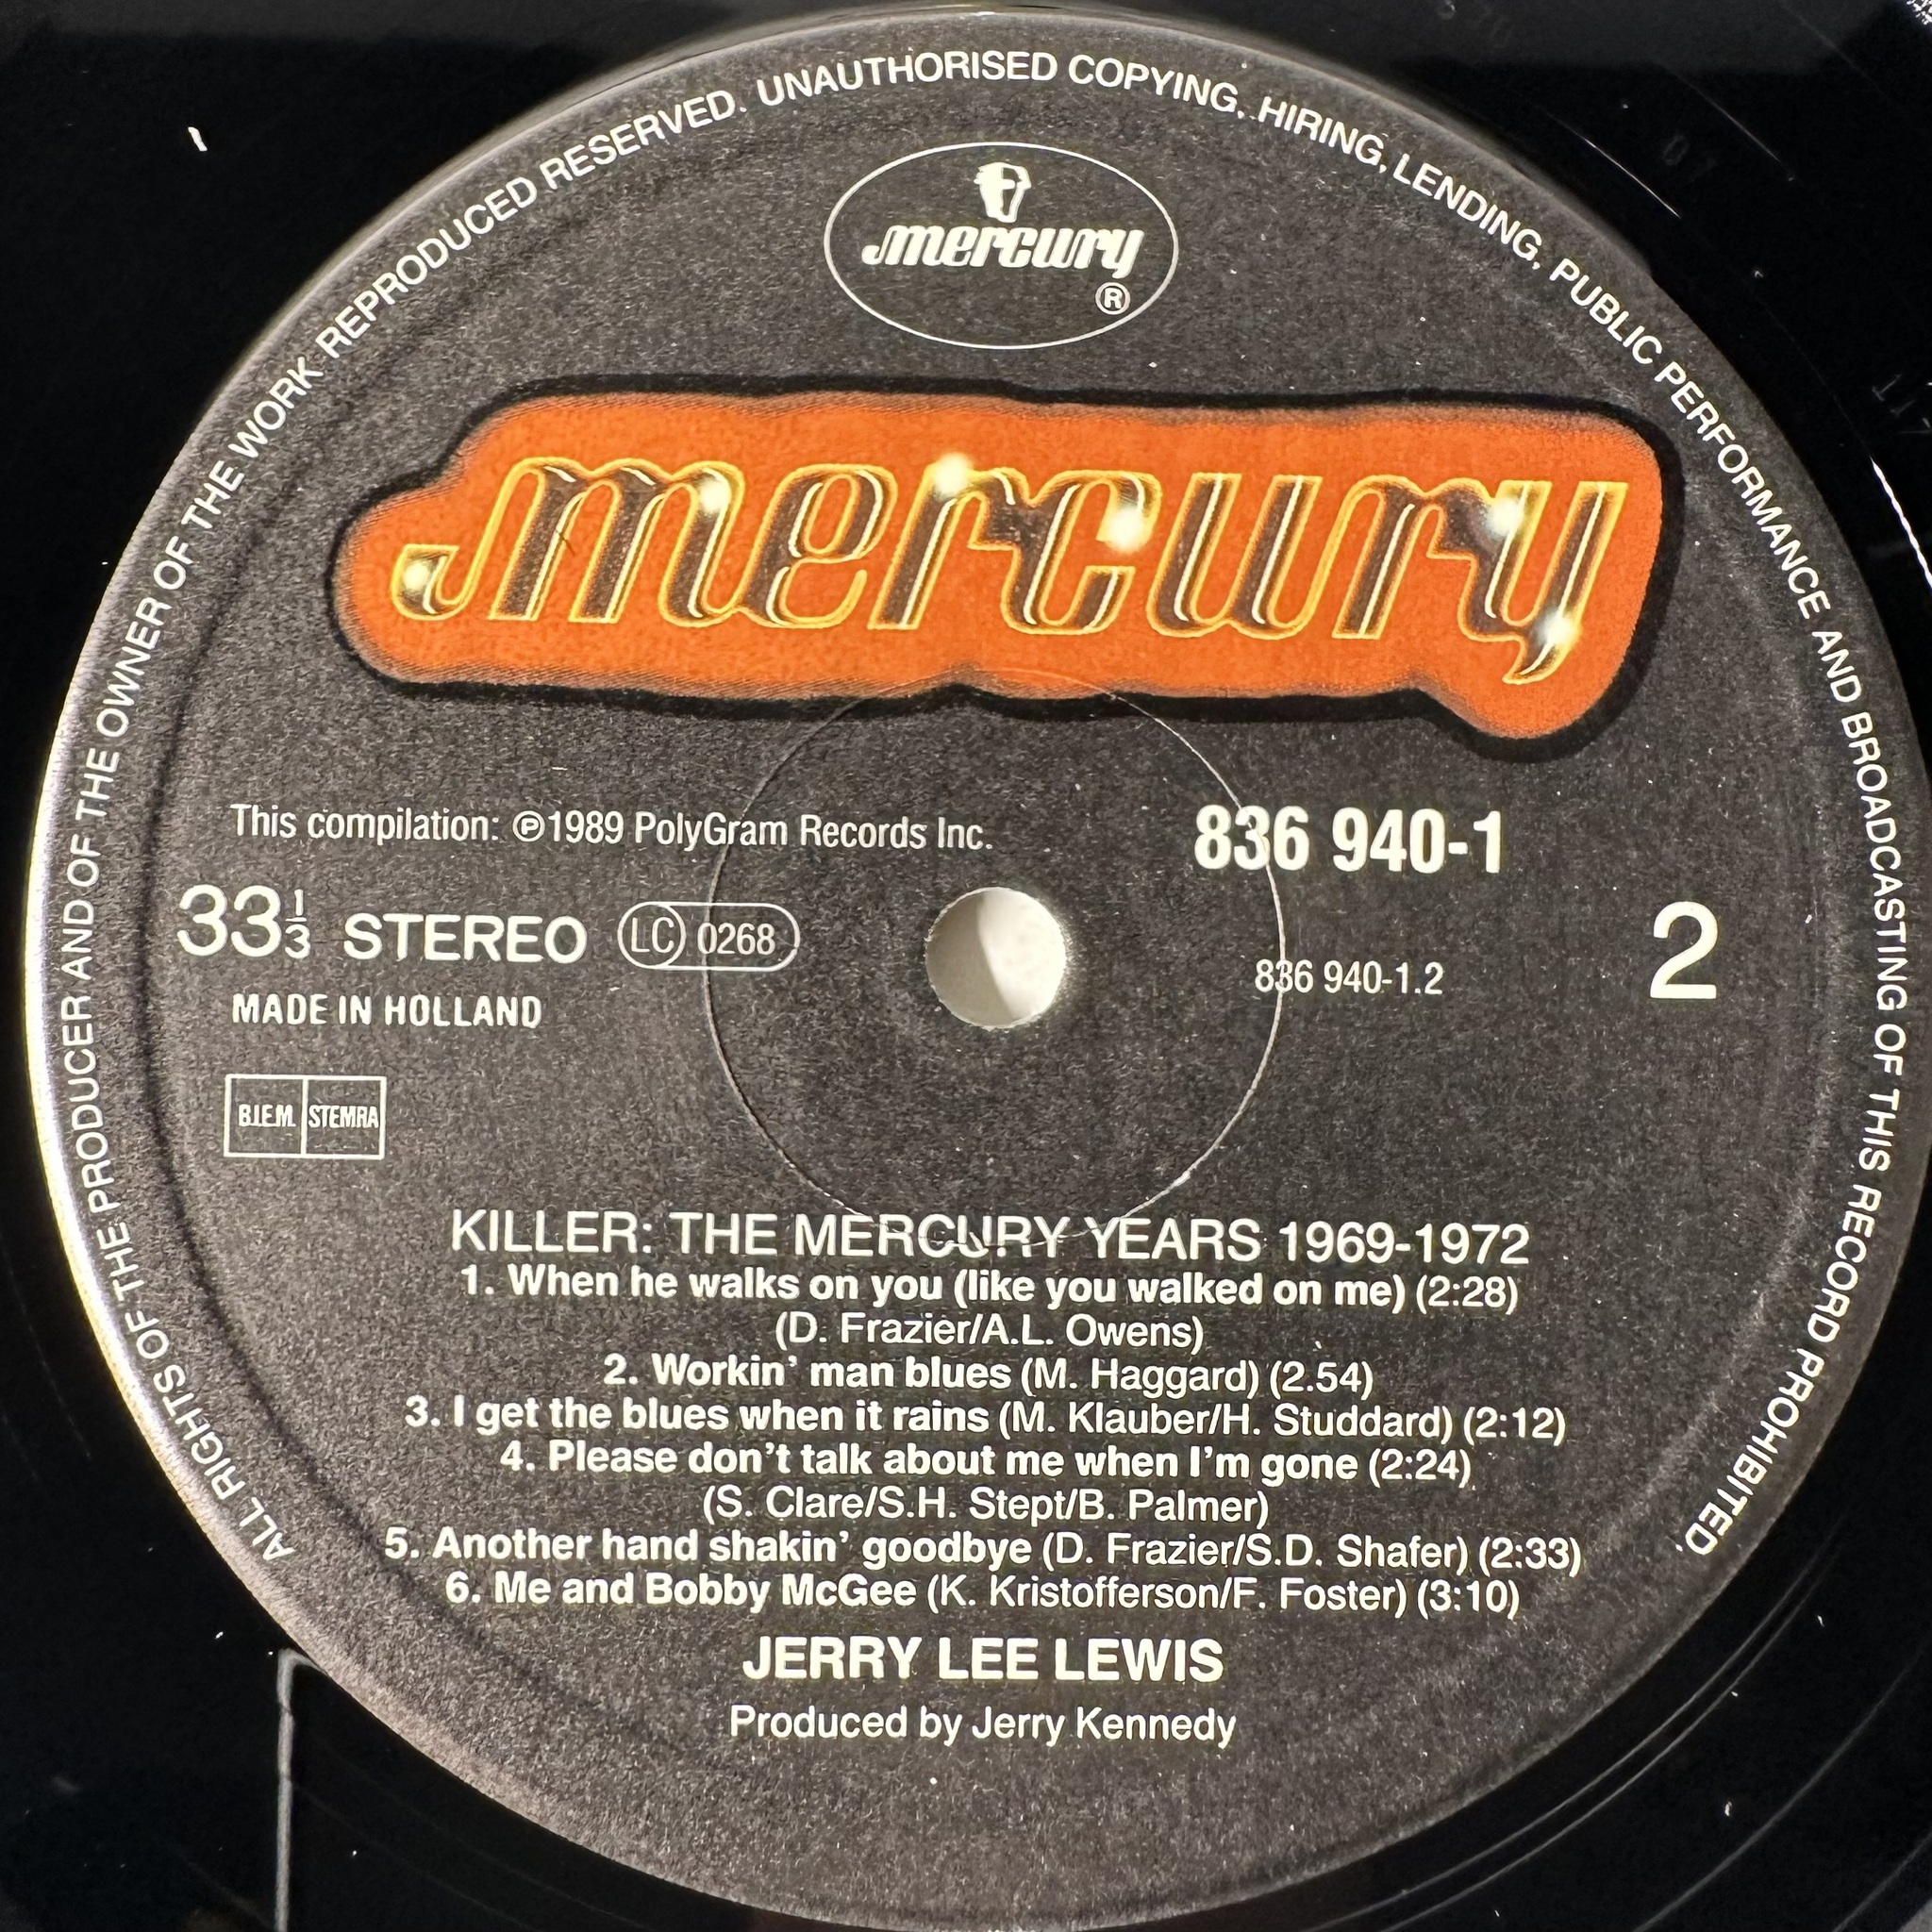 ALL RIGHTS OF THE PRODUCER AND OF THE OWNER OF THE WORK REPRODUCED RESERVED. UNAUTHORISED COPYING, HIRING, LENDING, PUBLIC PERFORMANCE AND BROADCASTING OF THIS RECORD PROHIBITED.
mercury
®
mercury
This compilation: ℗1989 PolyGram Records Inc.
836 940-1
33⅓ STEREO LC 0268
2
836 940-1.2
MADE IN HOLLAND
B.I.E.M. STEMRA
KILLER: THE MERCURY YEARS 1969-1972
1. When he walks on you (like you walked on me) (2:28)
(D. Frazier/A.L. Owens)
2. Workin' man blues (M. Haggard) (2.54)
3. I get the blues when it rains (M. Klauber/H. Studdard) (2:12)
4. Please don't talk about me when I'm gone (2:24)
(S. Clare/S.H. Stept/B. Palmer)
5. Another hand shakin' goodbye (D. Frazier/S.D. Shafer) (2:33)
6. Me and Bobby McGee (K. Kristofferson/F. Foster) (3:10)
JERRY LEE LEWIS
Produced by Jerry Kennedy